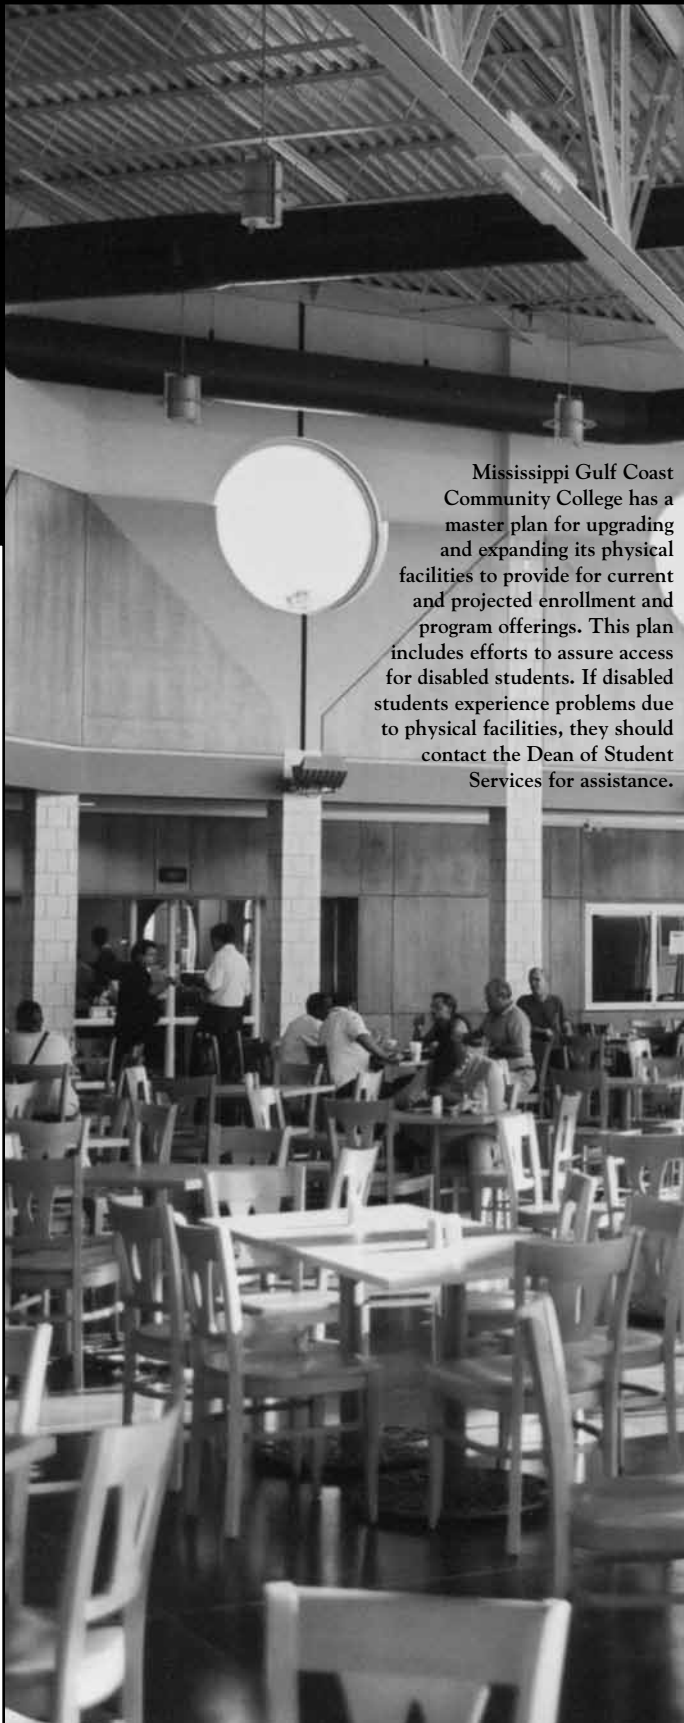 Mississippi Gulf Coast
Community College has a
master plan for upgrading
and expanding its physical
facilities to provide for current
and projected enrollment and
program offerings. This plan
includes efforts to assure access
for disabled students. If disabled
students experience problems due
to physical facilities, they should
contact the Dean of Student
Services for assistance.